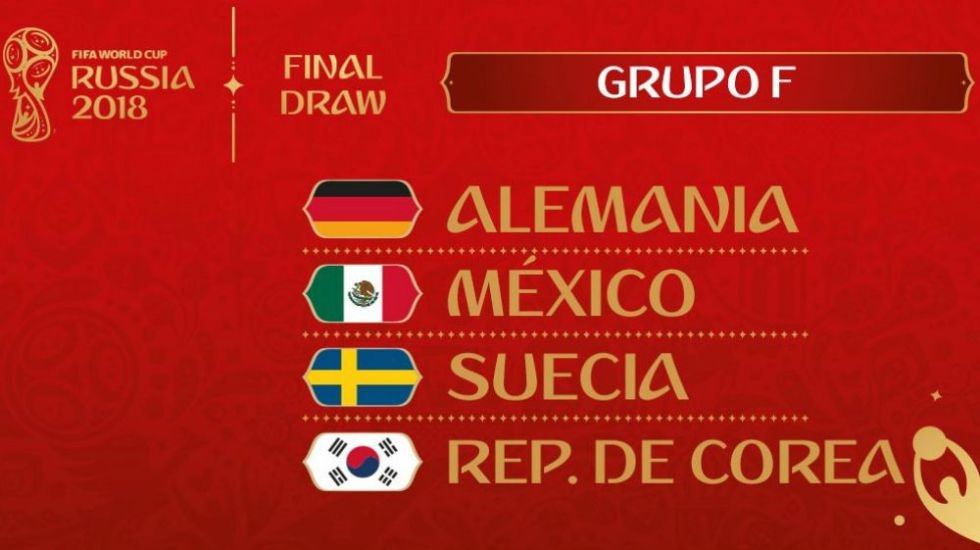 FIFA WORLD CUP
RUSSIA
2018
FINAL
DRAW
GRUPO F
ALEMANIA
MÉXICO
SUECIA
REP. DE COREA